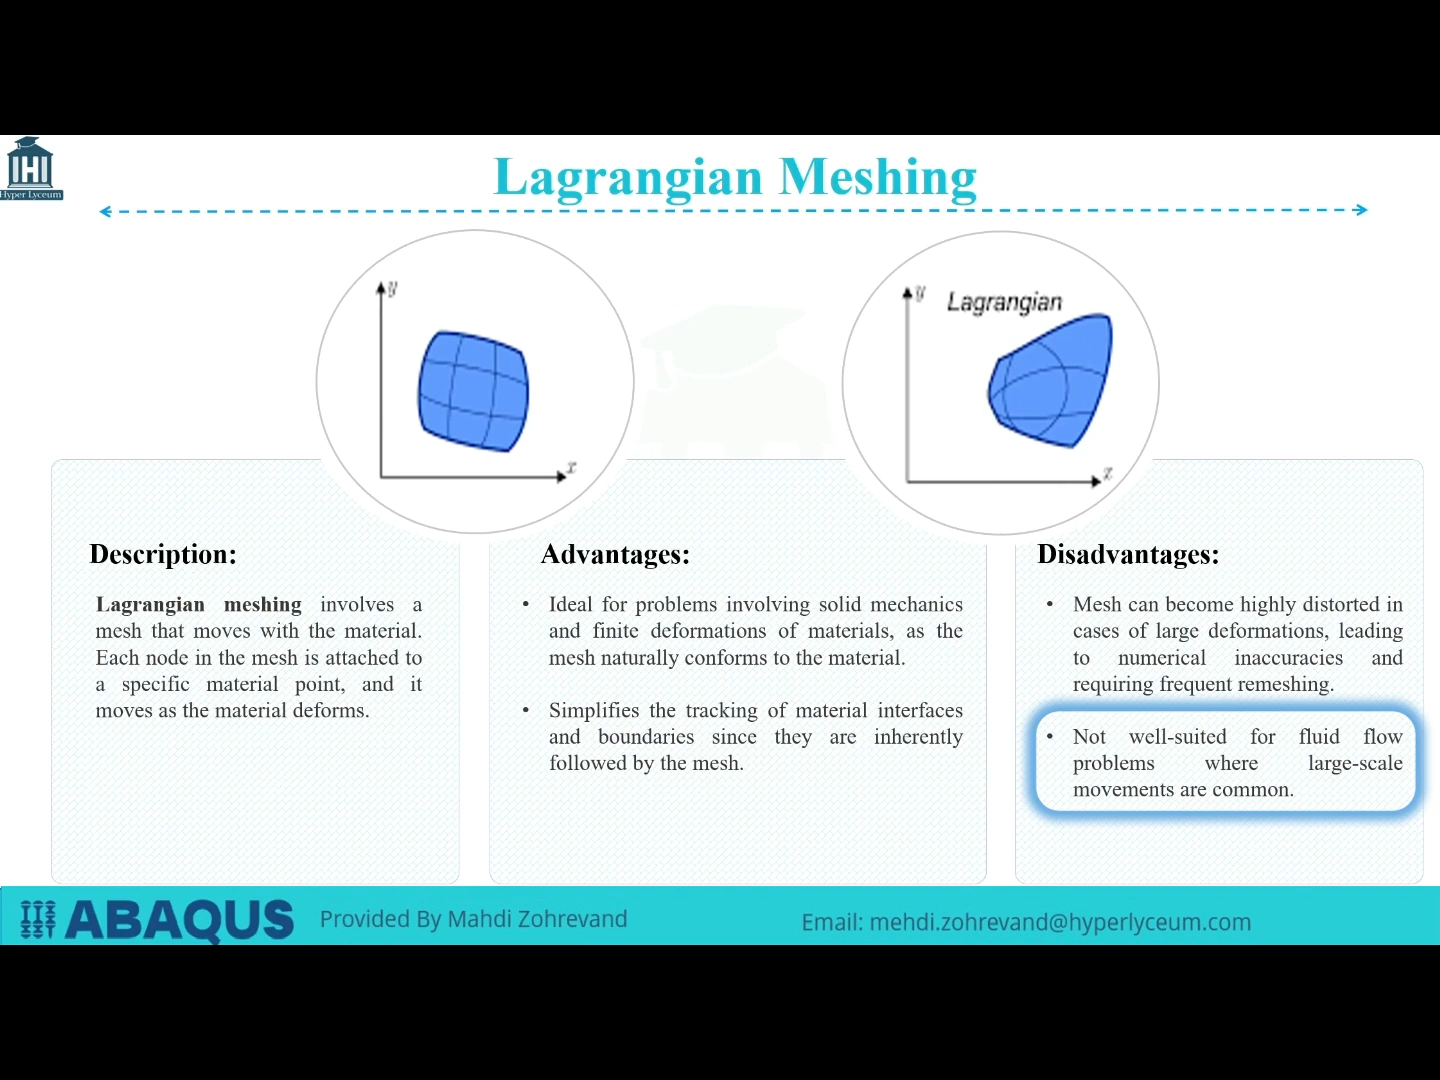 Hyper Lyceum
Lagrangian Meshing
y
x
y
Lagrangian
x
Description:
Lagrangian meshing involves a
mesh that moves with the material.
Each node in the mesh is attached to
a specific material point, and it
moves as the material deforms.
Advantages:
• Ideal for problems involving solid mechanics
and finite deformations of materials, as the
mesh naturally conforms to the material.
• Simplifies the tracking of material interfaces
and boundaries since they are inherently
followed by the mesh.
Disadvantages:
• Mesh can become highly distorted in
cases of large deformations, leading
to numerical inaccuracies and
requiring frequent remeshing.
• Not well-suited for fluid flow
problems where large-scale
movements are common.
ABAQUS
Provided By Mahdi Zohrevand
Email: mehdi.zohrevand@hyperlyceum.com